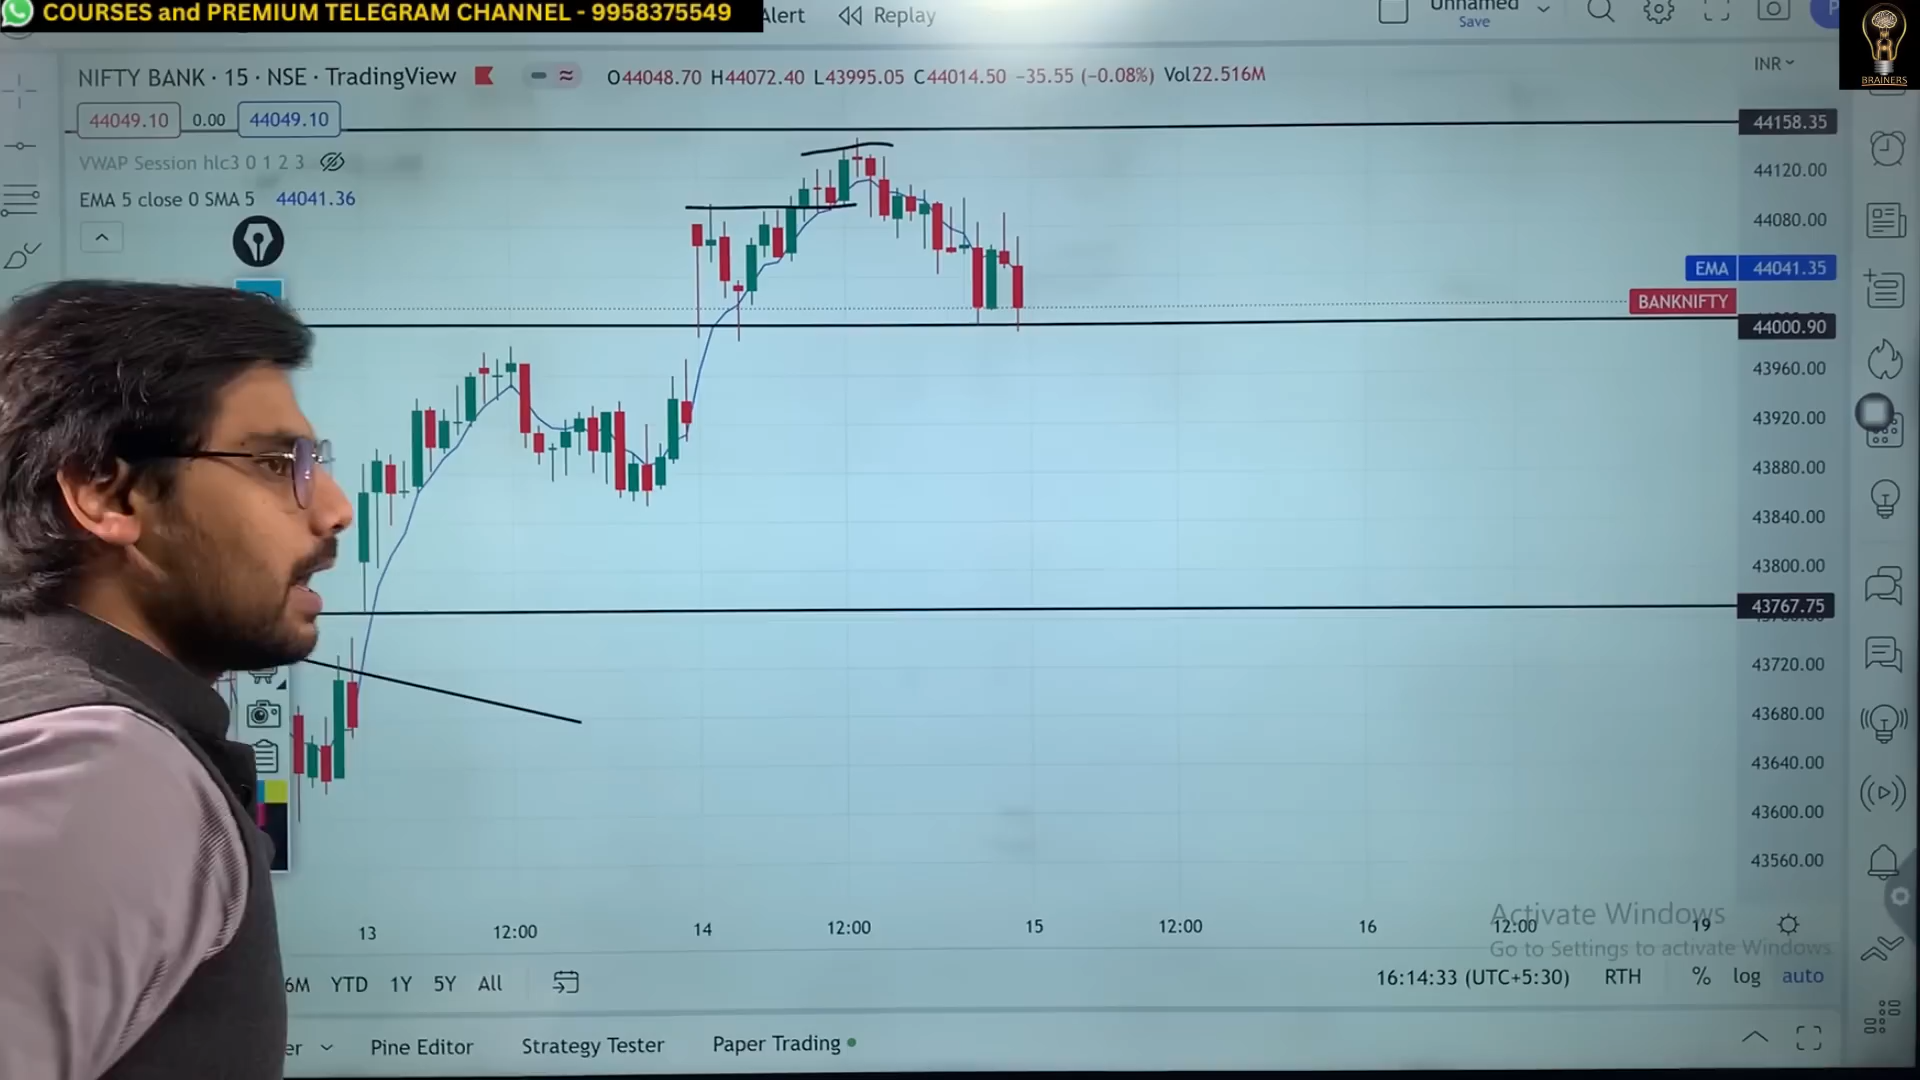 COURSES and PREMIUM TELEGRAM CHANNEL - 9958375549
Alert
Replay
Unnamed
Save
P
BRAINERS
NIFTY BANK · 15 · NSE · TradingView
O44048.70 H44072.40 L43995.05 C44014.50 −35.55 (−0.08%) Vol22.516M
INR
44049.10 0.00 44049.10
VWAP Session hlc3 0 1 2 3
EMA 5 close 0 SMA 5 44041.36
44158.35
44120.00
44080.00
EMA 44041.35
BANKNIFTY
44000.90
43960.00
43920.00
43880.00
43840.00
43800.00
43767.75
43720.00
43680.00
43640.00
43600.00
43560.00
13 12:00 14 12:00 15 12:00 16 12:00 19
Activate Windows
Go to Settings to activate Windows.
6M YTD 1Y 5Y All
16:14:33 (UTC+5:30) RTH % log auto
er Pine Editor Strategy Tester Paper Trading